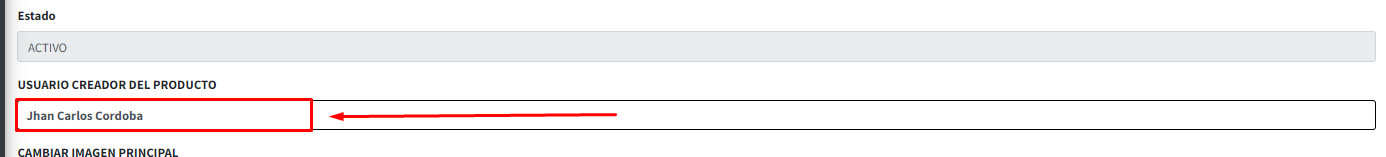 Estado
ACTIVO
USUARIO CREADOR DEL PRODUCTO
Jhan Carlos Cordoba
CAMBIAR IMAGEN PRINCIPAL